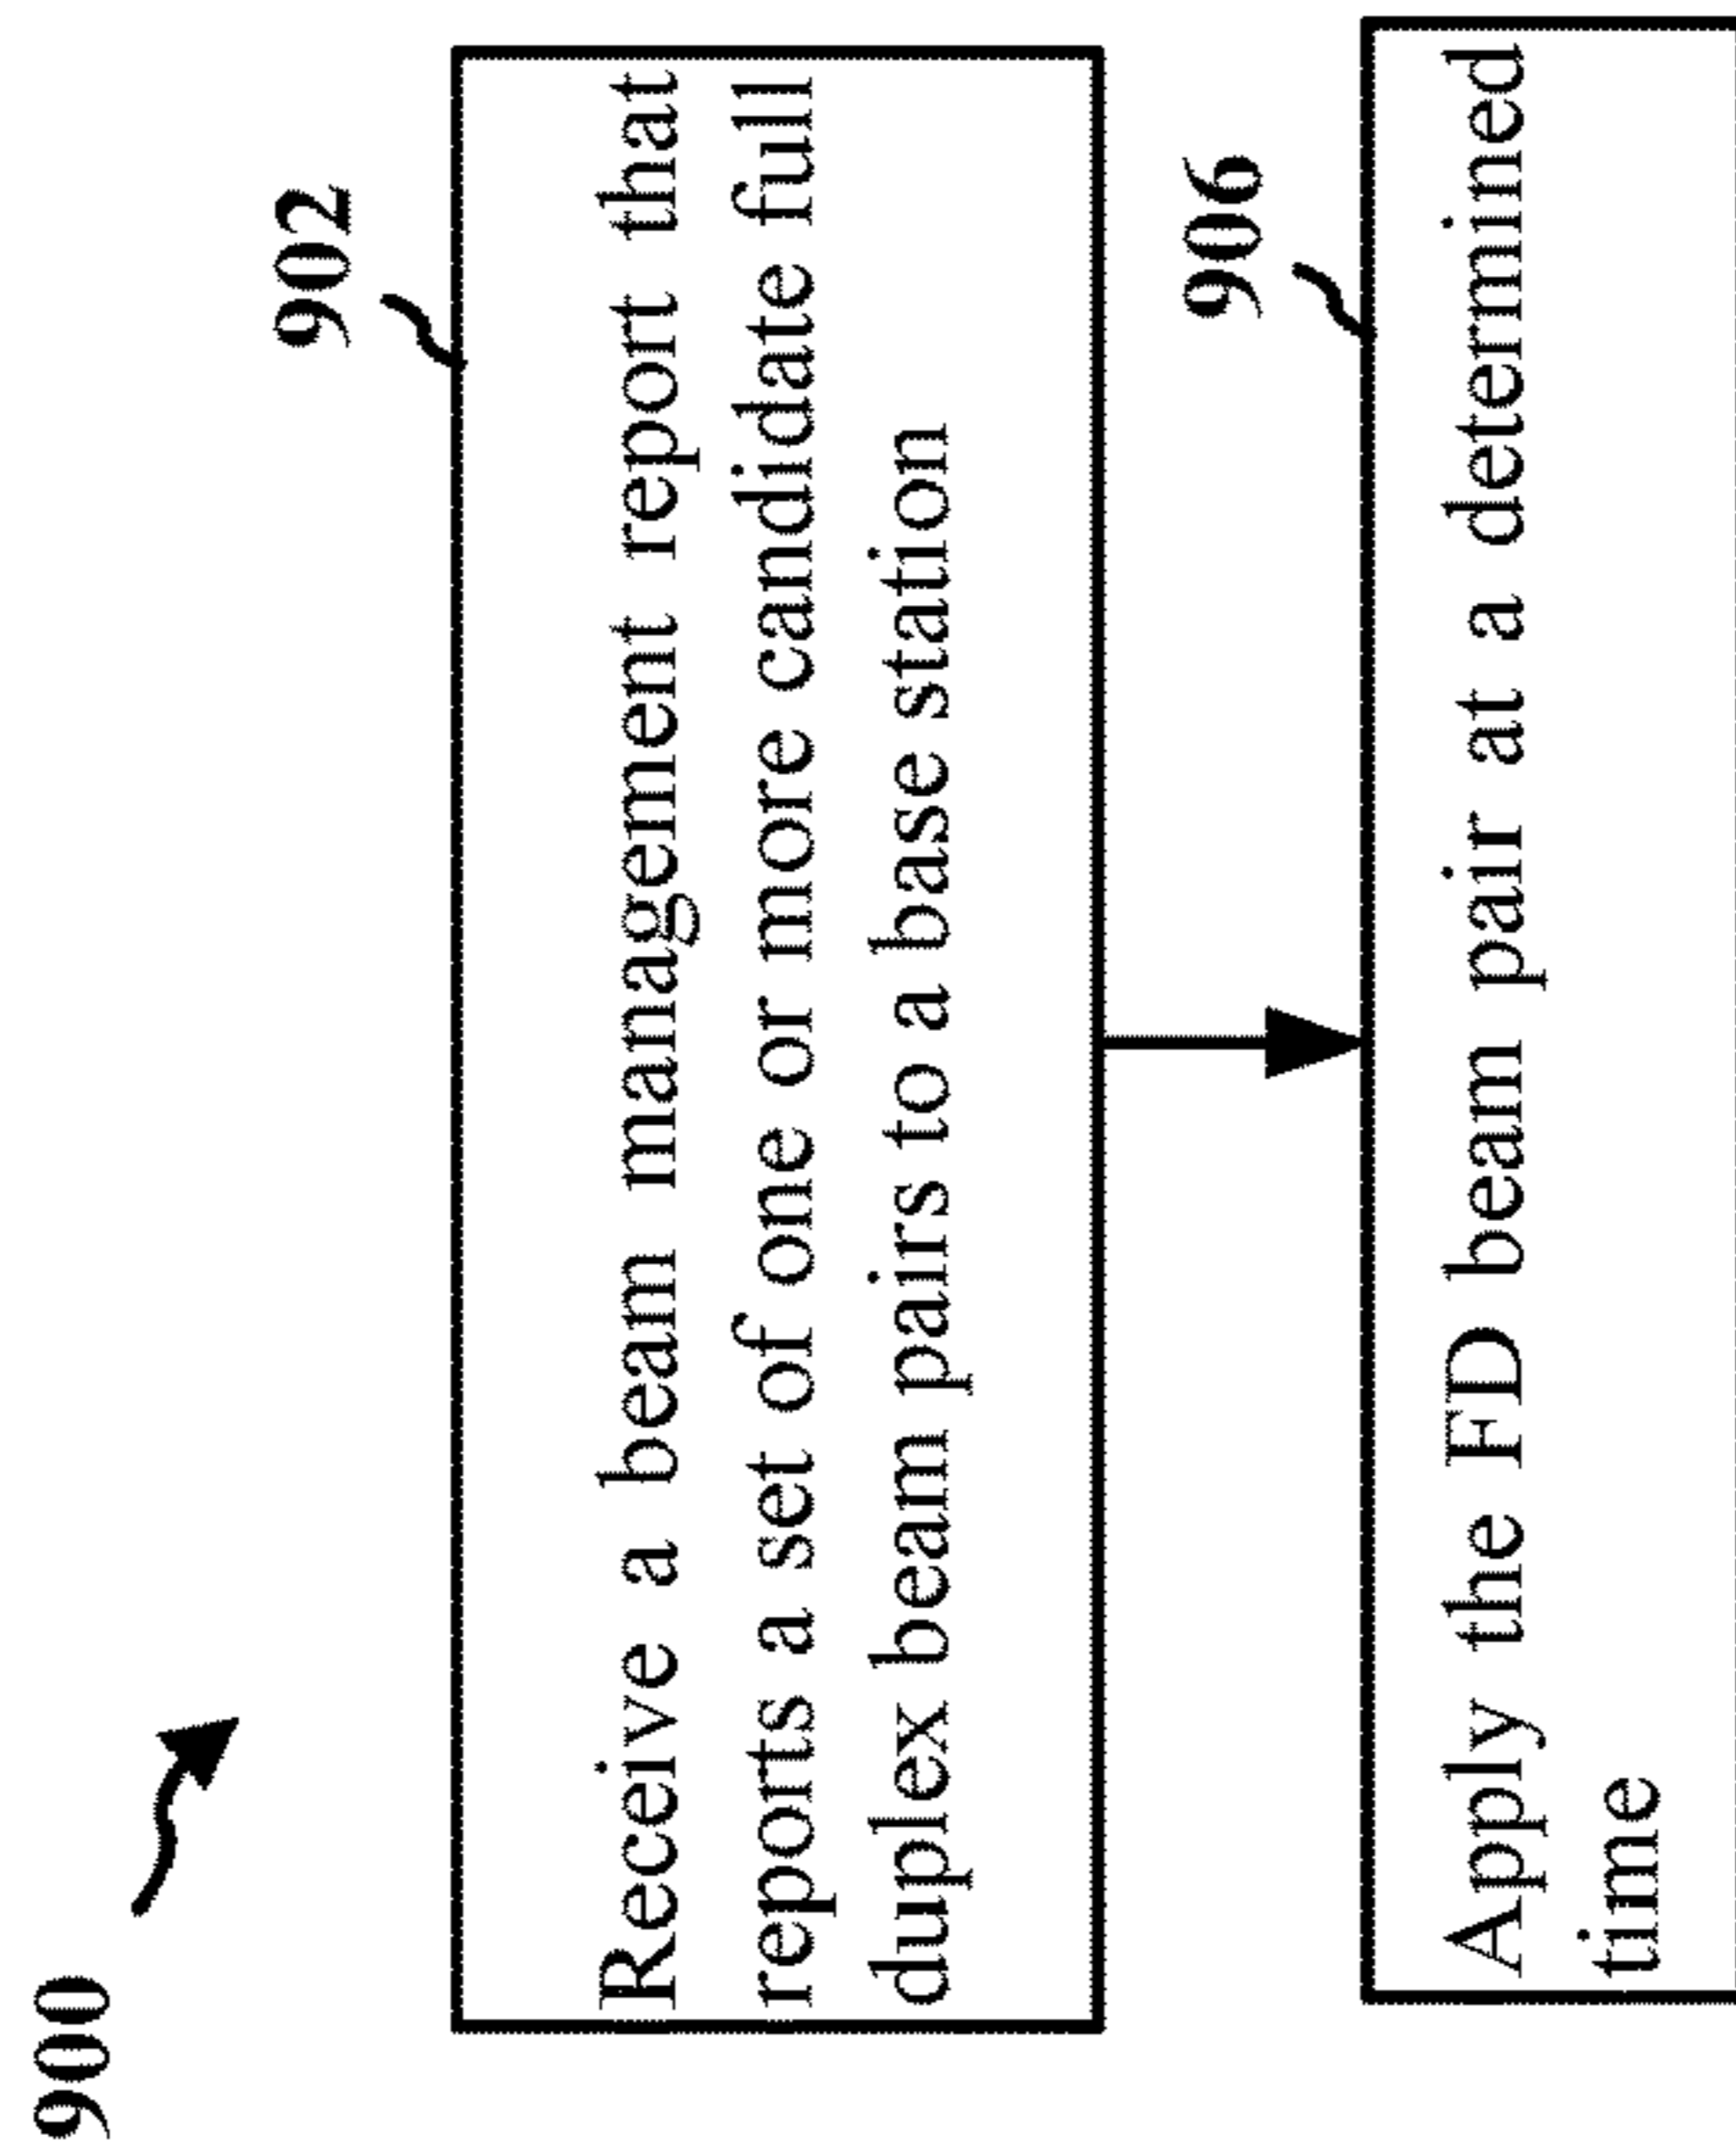 900
902
Receive a beam management report that
reports a set of one or more candidate full
duplex beam pairs to a base station
906
Apply the FD beam pair at a determined
time